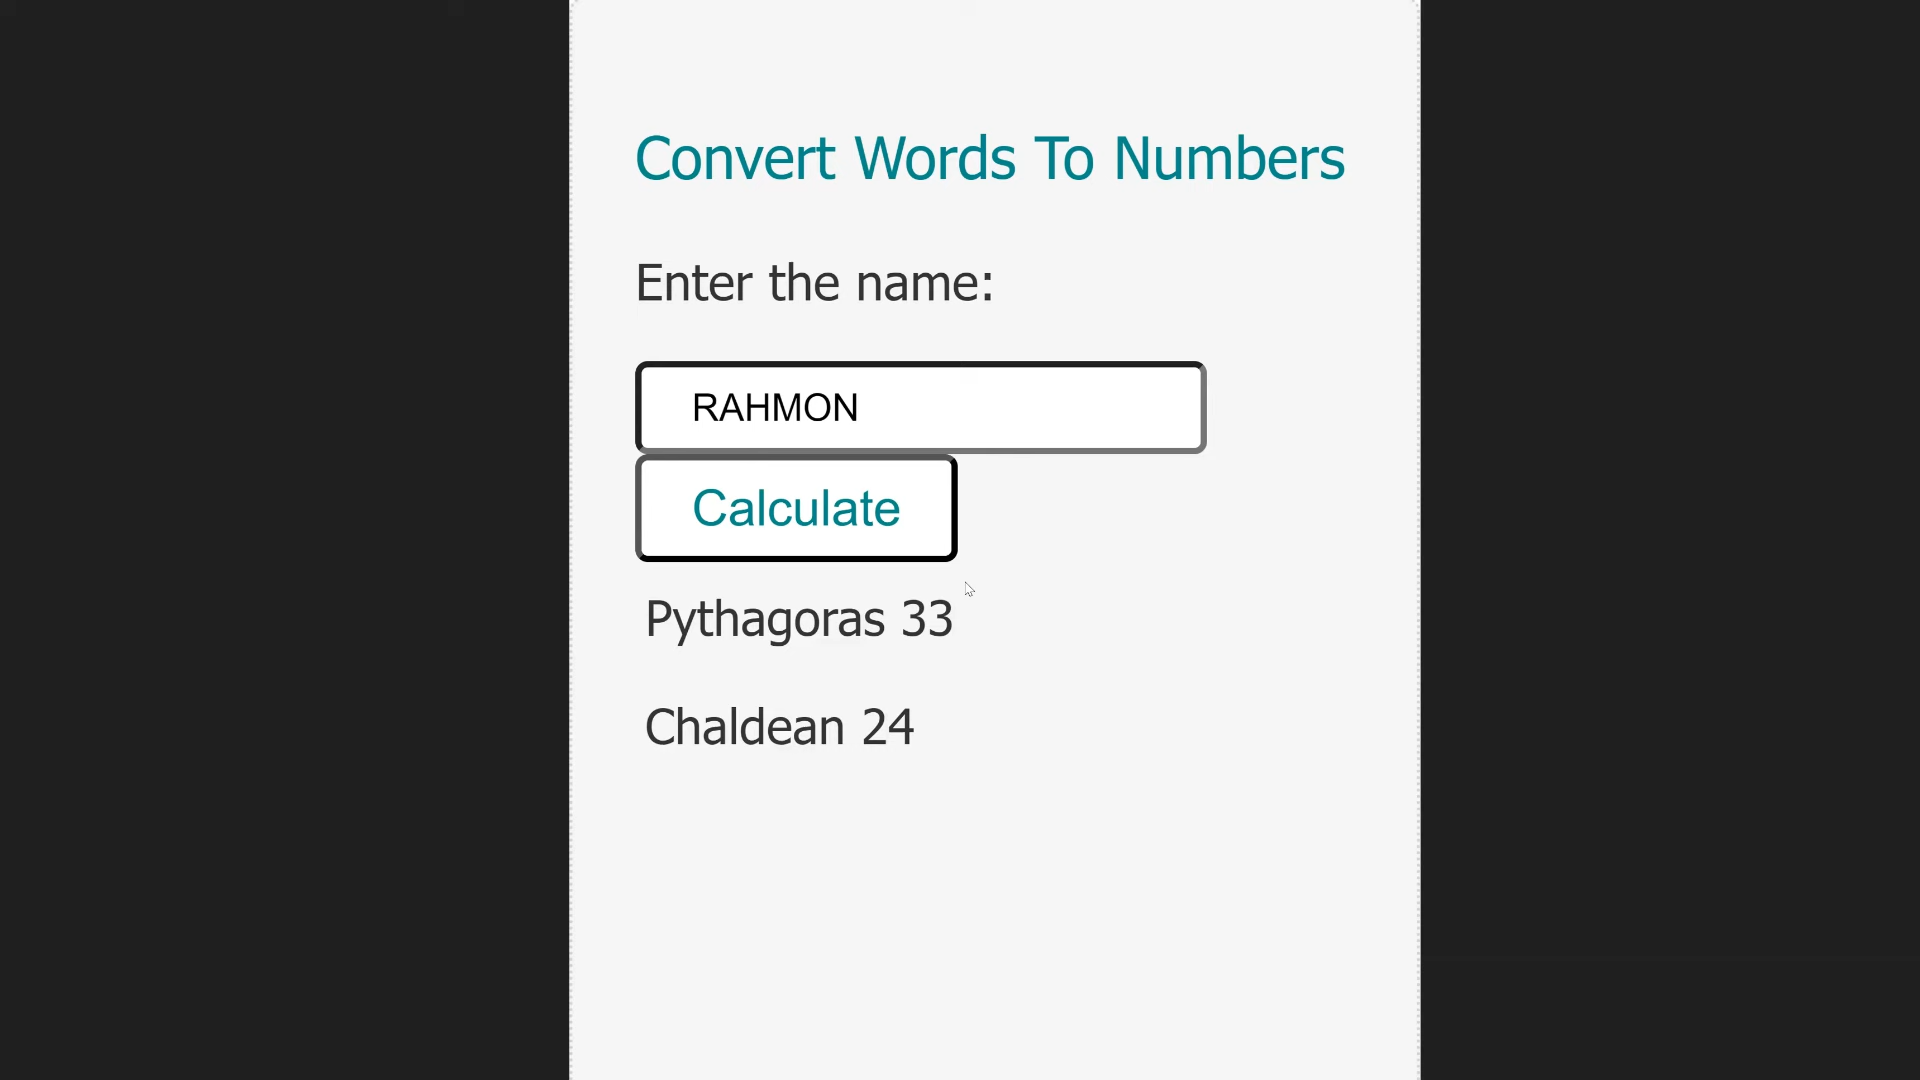 Convert Words To Numbers
Enter the name:
RAHMON
Calculate
Pythagoras 33
Chaldean 24